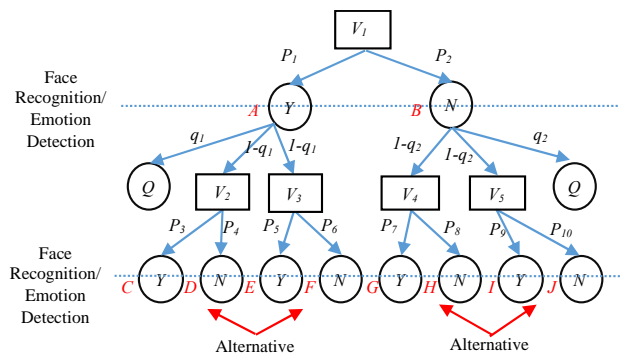 V1
P1 P2
Face
Recognition/
Emotion
Detection
A Y B N
q1 1-q1 1-q1 1-q2 1-q2 q2
Q V2 V3 V4 V5 Q
P3 P4 P5 P6 P7 P8 P9 P10
Face
Recognition/
Emotion
Detection
C Y D N E Y F N G Y H N I Y J N
Alternative Alternative